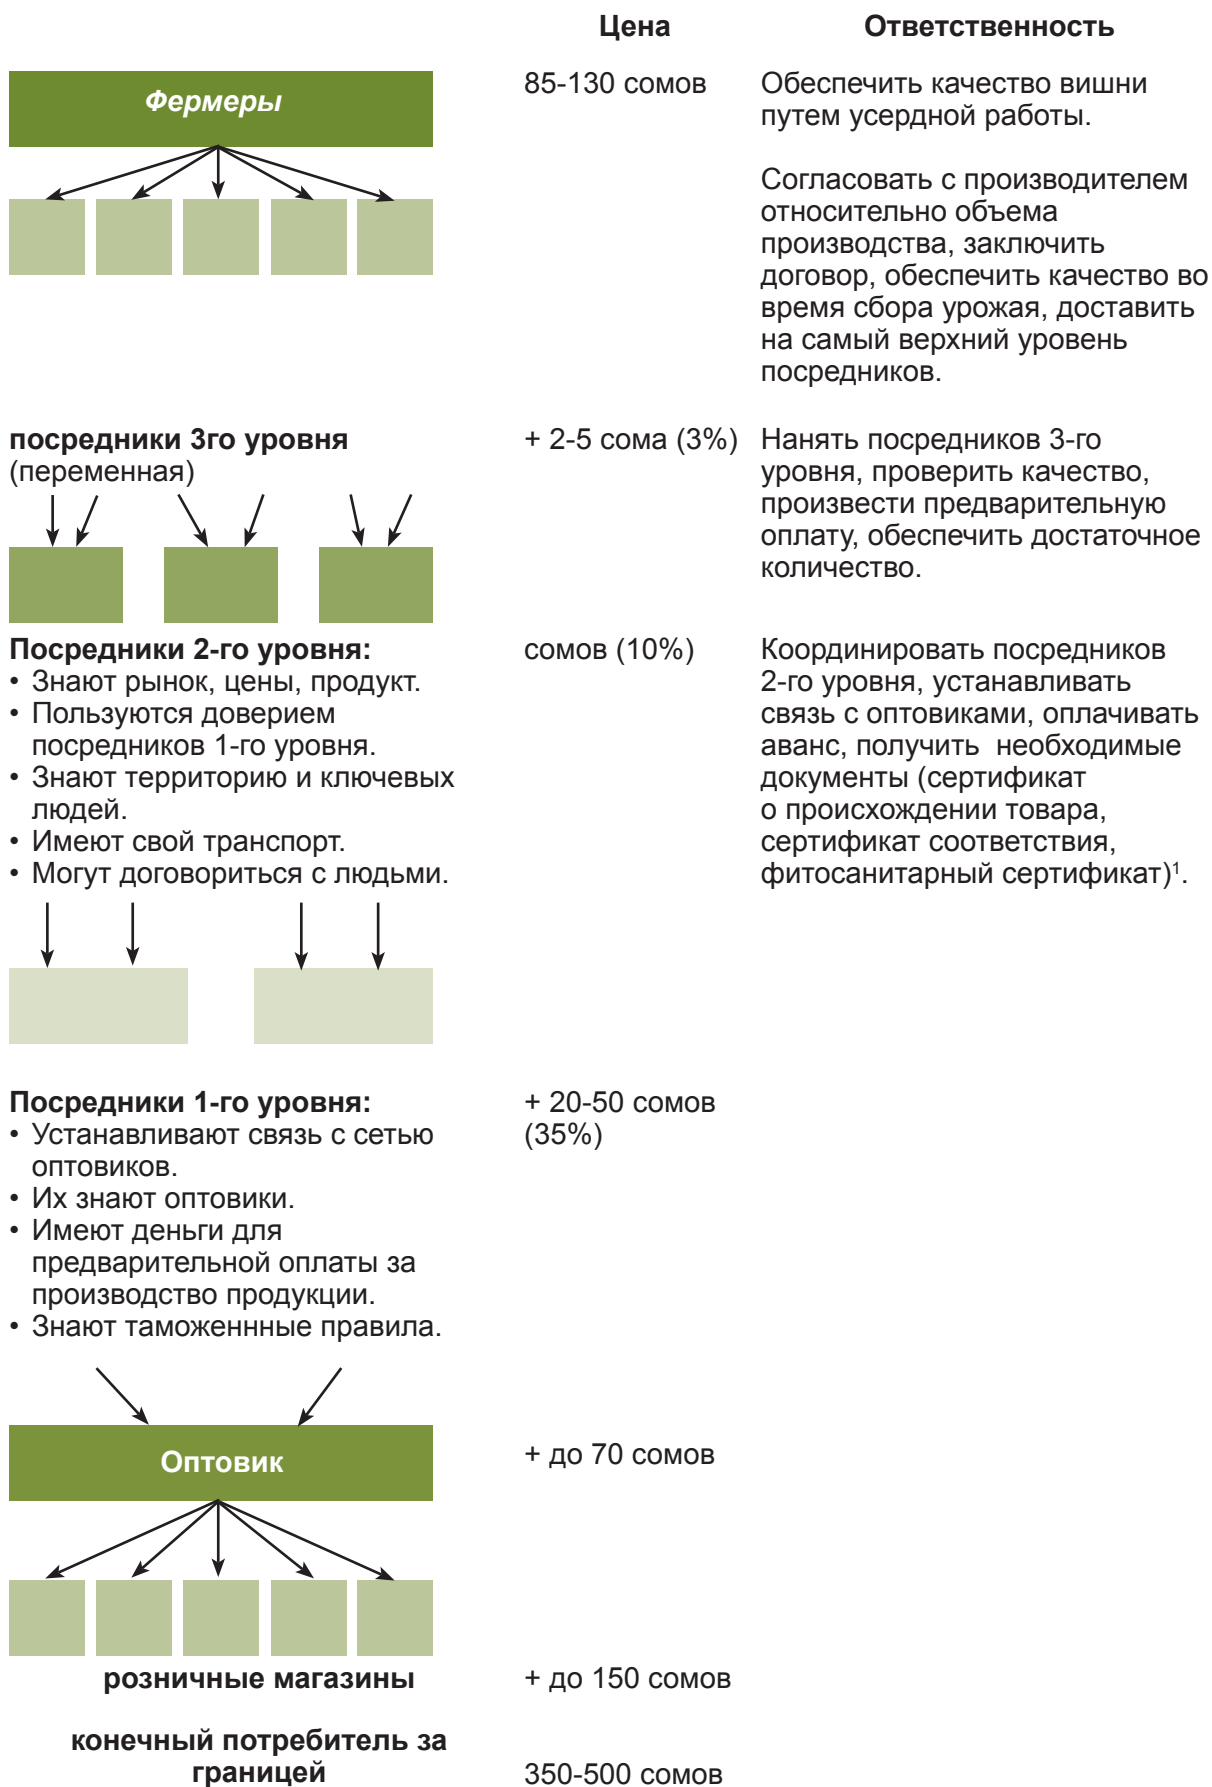 Цена
Ответственность
Фермеры
85-130 сомов
Обеспечить качество вишни
путем усердной работы.
Согласовать с производителем
относительно объема
производства, заключить
договор, обеспечить качество во
время сбора урожая, доставить
на самый верхний уровень
посредников.
посредники 3го уровня
(переменная)
+ 2-5 сома (3%)
Нанять посредников 3-го
уровня, проверить качество,
произвести предварительную
оплату, обеспечить достаточное
количество.
Посредники 2-го уровня:
• Знают рынок, цены, продукт.
• Пользуются доверием
посредников 1-го уровня.
• Знают территорию и ключевых
людей.
• Имеют свой транспорт.
• Могут договориться с людьми.
сомов (10%)
Координировать посредников
2-го уровня, устанавливать
связь с оптовиками, оплачивать
аванс, получить необходимые
документы (сертификат
о происхождении товара,
сертификат соответствия,
фитосанитарный сертификат)¹.
Посредники 1-го уровня:
• Устанавливают связь с сетью
оптовиков.
• Их знают оптовики.
• Имеют деньги для
предварительной оплаты за
производство продукции.
• Знают таможеннные правила.
+ 20-50 сомов
(35%)
Оптовик
+ до 70 сомов
розничные магазины
+ до 150 сомов
конечный потребитель за
границей
350-500 сомов